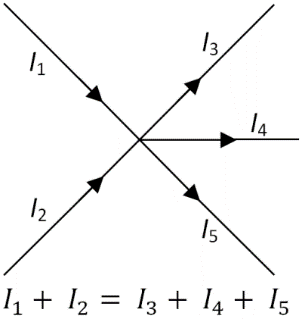 I₁
I₃
I₄
I₂
I₅
I₁ + I₂ = I₃ + I₄ + I₅